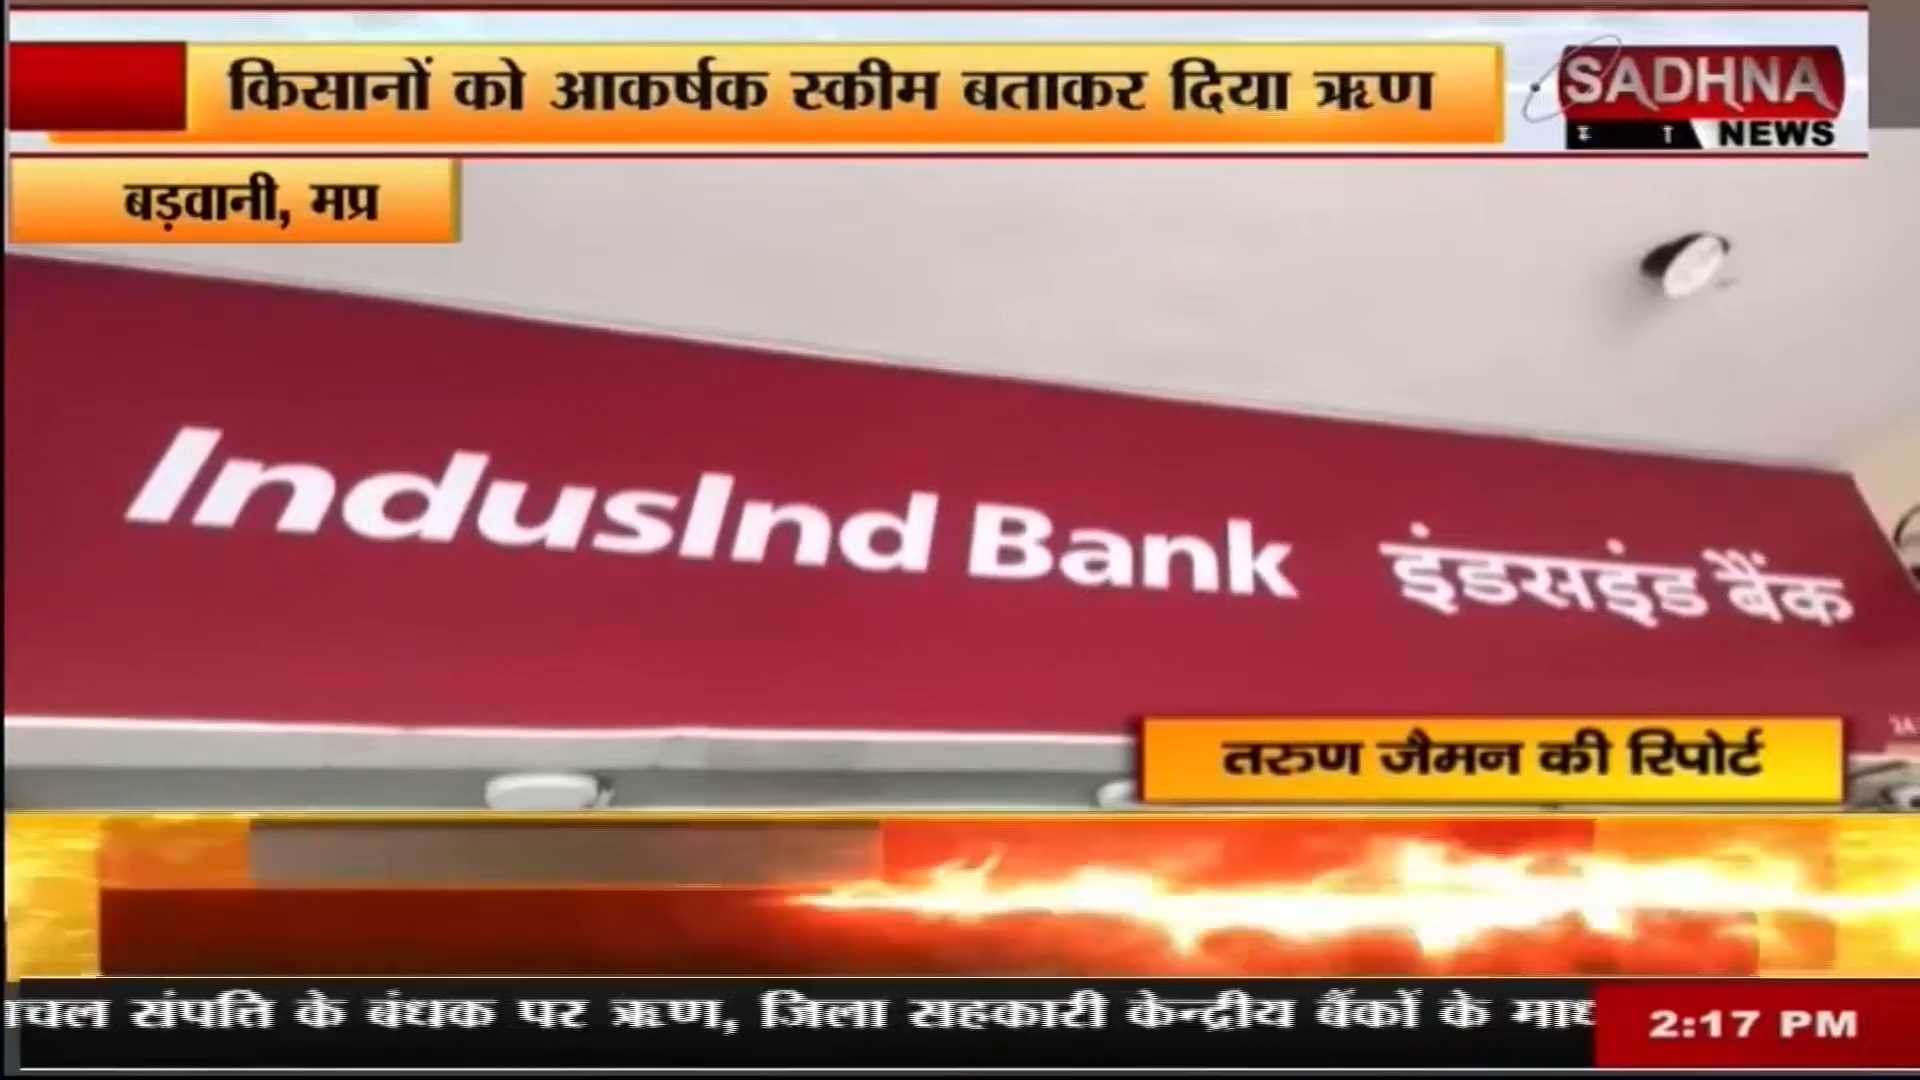 किसानों को आकर्षक स्कीम बताकर दिया ऋण
SADHNA
NEWS
बड़वानी, मप्र
IndusInd Bank इंडसइंड बैंक
तरुण जैमन की रिपोर्ट
संपति के बंधक पर ऋण, जिला सहकारी केन्द्रीय बैंकों के
2:17 PM